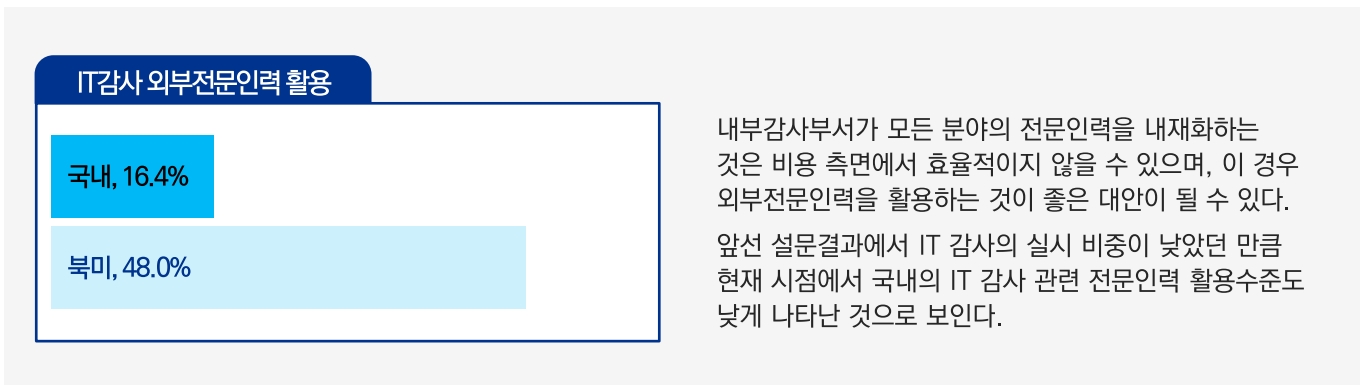 IT감사 외부전문인력 활용
국내, 16.4%
북미, 48.0%
내부감사부서가 모든 분야의 전문인력을 내재화하는
것은 비용 측면에서 효율적이지 않을 수 있으며, 이 경우
외부전문인력을 활용하는 것이 좋은 대안이 될 수 있다.
앞선 설문결과에서 IT 감사의 실시 비중이 낮았던 만큼
현재 시점에서 국내의 IT 감사 관련 전문인력 활용수준도
낮게 나타난 것으로 보인다.